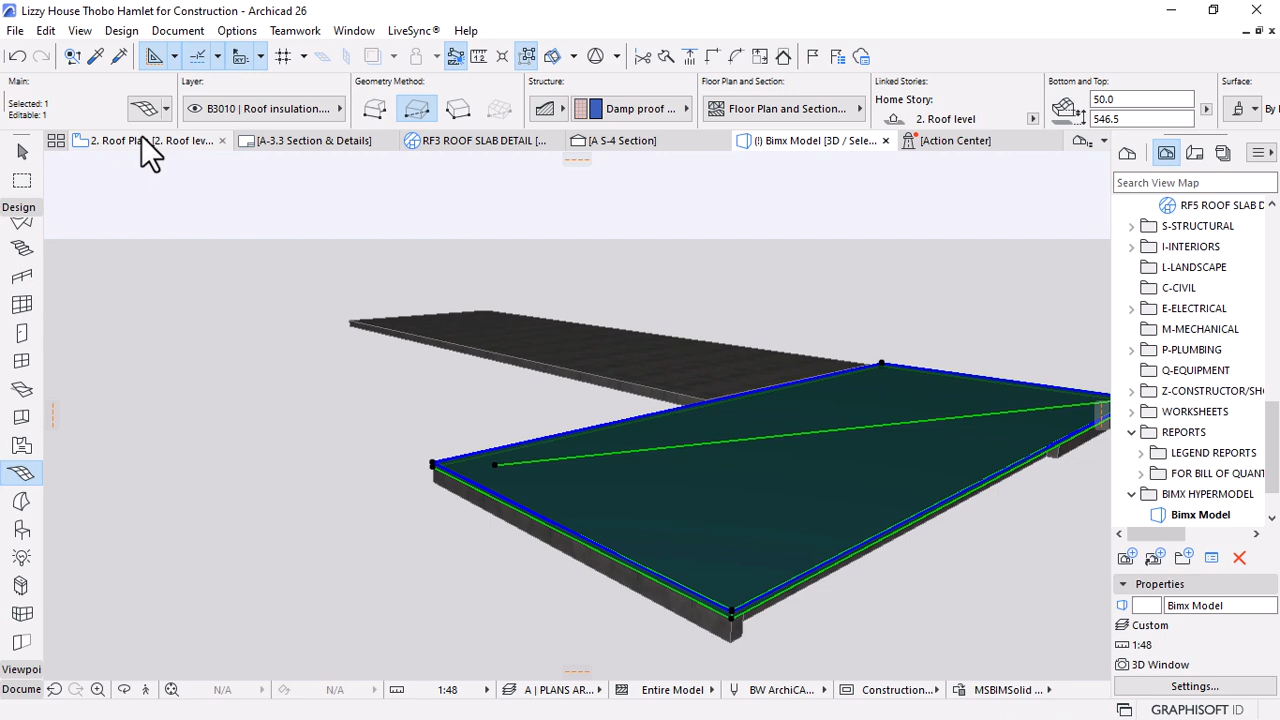 Lizzy House Thobo Hamlet for Construction - Archicad 26
File Edit View Design Options Document Teamwork Window LiveSync® Help
Main: Layer: Geometry Method: Structure: Floor Plan and Section: Linked Stories: Bottom and Top: Surface:
Selected: 1
Editable: 1
B3010 | Roof insulation... Damp proof ... Floor Plan and Section... Home Story:
2. Roof level
50.0
546.5
By l
[A-3.3 Section & Details] RF3 ROOF SLAB DETAIL [... [A S-4 Section] (!) Bimx Model [3D / Sele... [Action Center]
Design
Search View Map
RF5 ROOF SLAB D
S-STRUCTURAL
I-INTERIORS
L-LANDSCAPE
C-CIVIL
E-ELECTRICAL
M-MECHANICAL
P-PLUMBING
Q-EQUIPMENT
Z-CONSTRUCTOR/SH
WORKSHEETS
REPORTS
LEGEND REPORTS
FOR BILL OF QUANT
BIMX HYPERMODEL
Bimx Model
Properties
Bimx Model
Custom
1:48
3D Window
Settings...
Viewpoi
Docume
N/A N/A 1:48 A | PLANS AR... Entire Model BW ArchiCA... Construction... MSBIMSolid ...
GRAPHISOFT ID